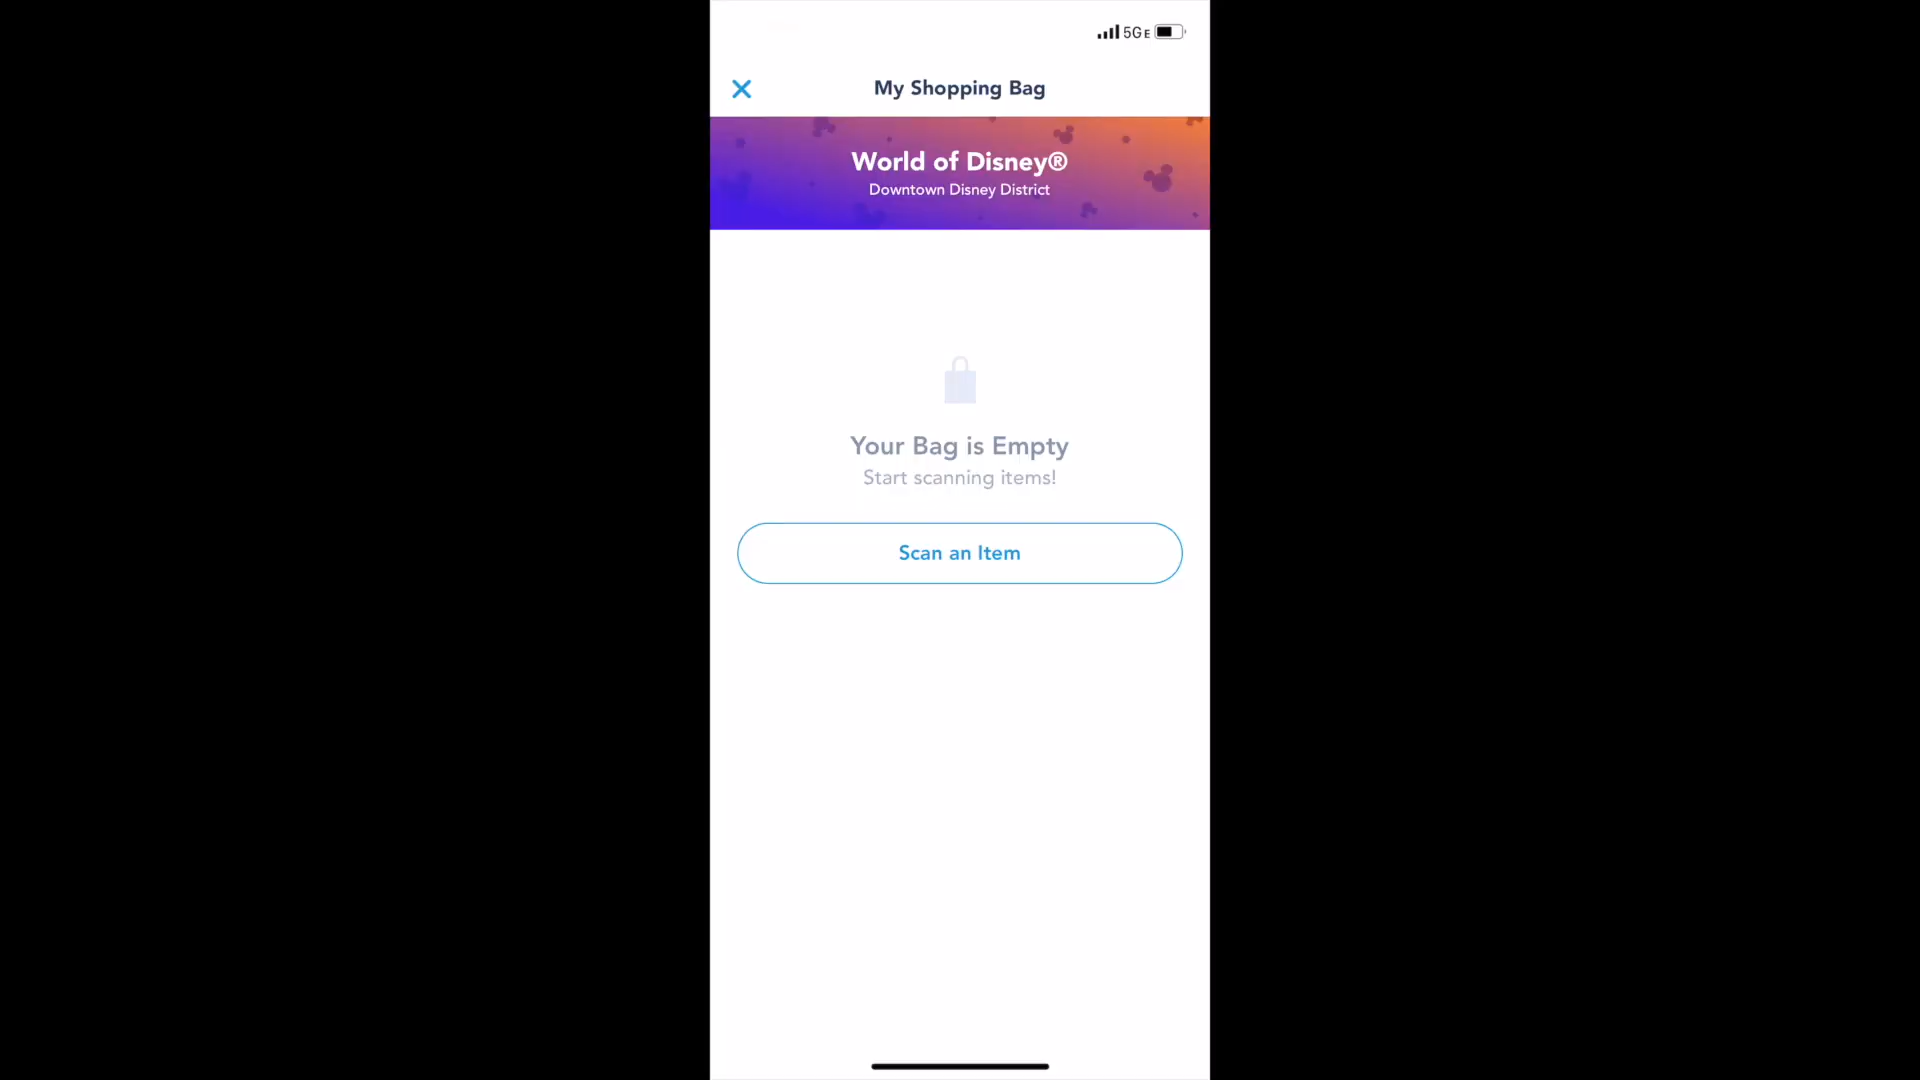 5GE
My Shopping Bag
World of Disney®
Downtown Disney District
Your Bag is Empty
Start scanning items!
Scan an Item